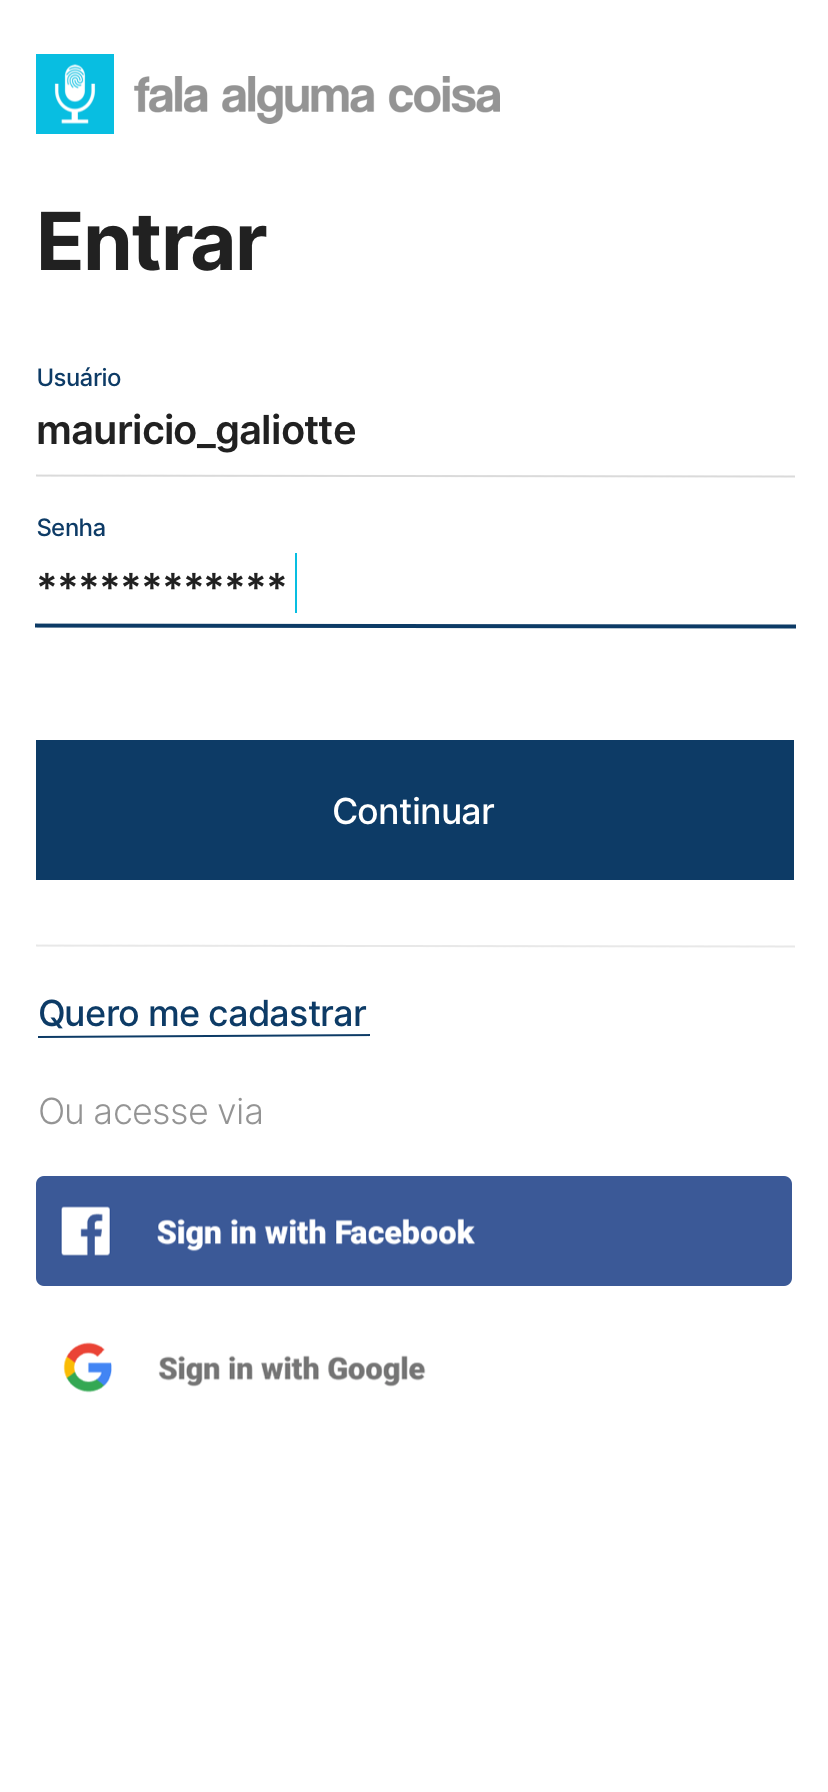 fala alguma coisa
Entrar
Usuário
mauricio_galiotte
Senha
************
Continuar
Quero me cadastrar
Ou acesse via
Sign in with Facebook
Sign in with Google